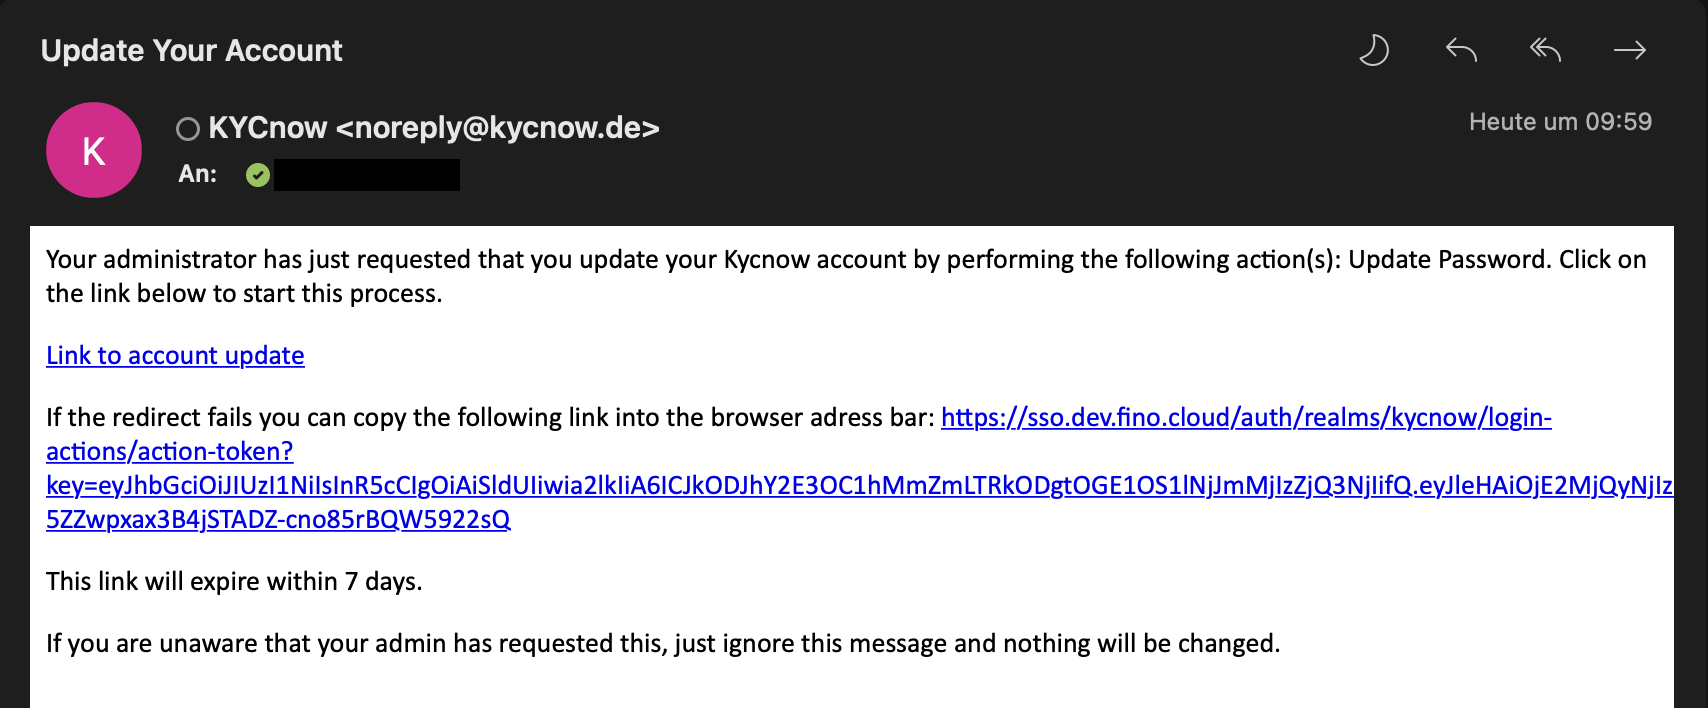 Update Your Account
K
KYCnow <noreply@kycnow.de>
Heute um 09:59
An:
Your administrator has just requested that you update your Kycnow account by performing the following action(s): Update Password. Click on
the link below to start this process.
Link to account update
If the redirect fails you can copy the following link into the browser adress bar: https://sso.dev.fino.cloud/auth/realms/kycnow/login-
actions/action-token?
key=eyJhbGciOiJIUzI1NiIsInR5cCIgOiAiSldUIiwia2lkIiA6ICJkODJhY2E3OC1hMmZmLTRkODgtOGE1OS1lNjJmMjIzZjQ3NjIifQ.eyJleHAiOjE2MjQyNjIz
5ZZwpxax3B4jSTADZ-cno85rBQW5922sQ
This link will expire within 7 days.
If you are unaware that your admin has requested this, just ignore this message and nothing will be changed.